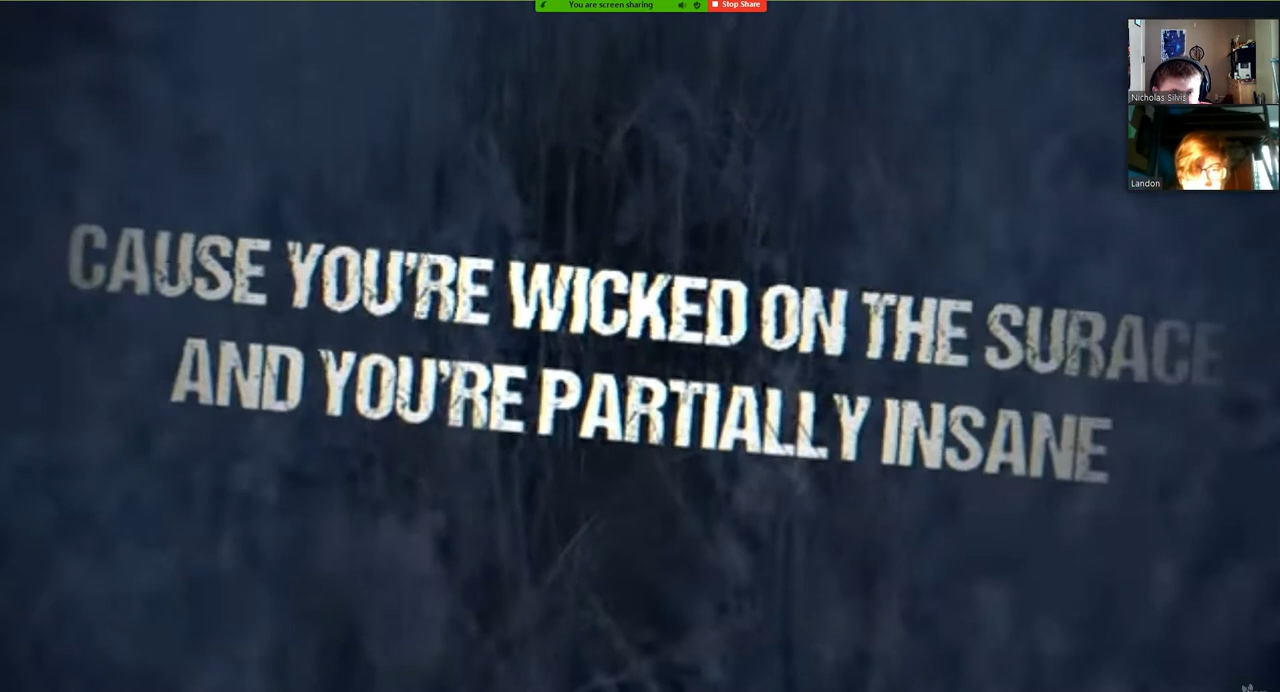 You are screen sharing
Stop Share
Nicholas Silvis
Landon
CAUSE YOU'RE WICKED ON THE SURACE
AND YOU'RE PARTIALLY INSANE